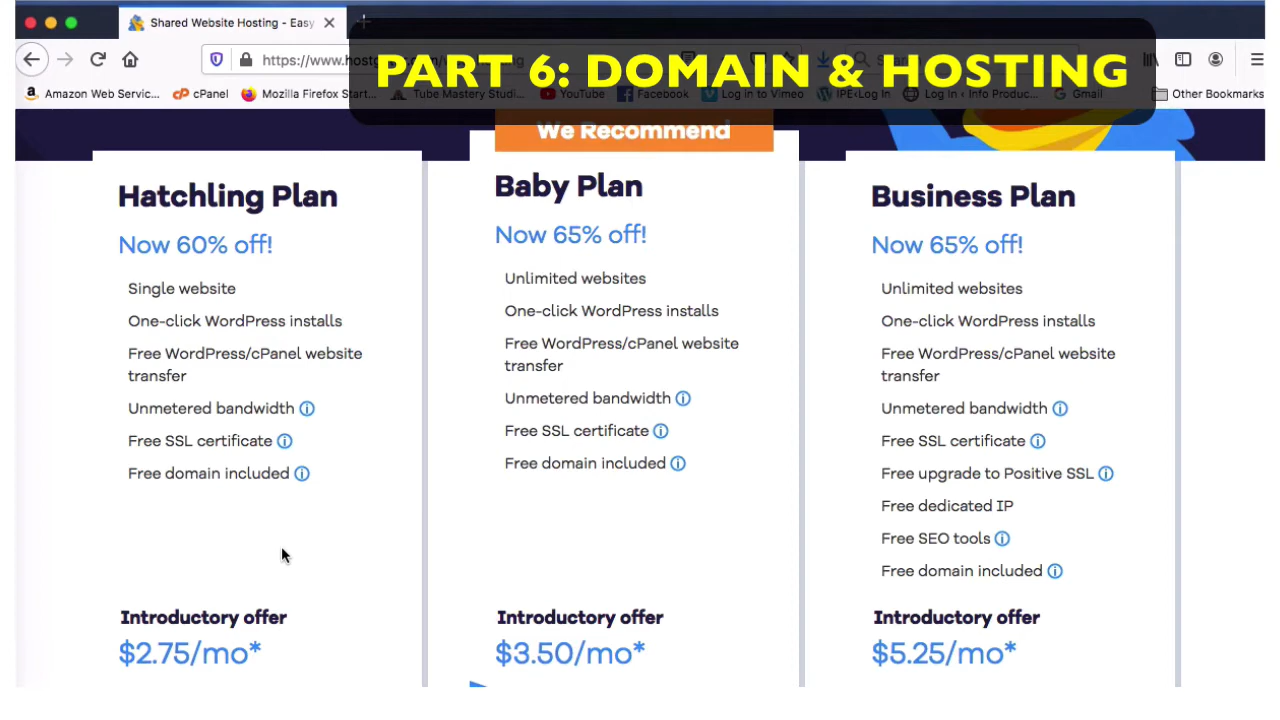 Shared Website Hosting - Easy
PART 6: DOMAIN & HOSTING
https://www.host
Amazon Web Servic...
cPanel
Mozilla Firefox Start...
Tube Mastery Studi...
YouTube
Facebook
Log in to Vimeo
Log In
Log In ‹ Info Produc...
Gmail
Other Bookmarks
We Recommend
Hatchling Plan
Now 60% off!
Single website
One-click WordPress installs
Free WordPress/cPanel website
transfer
Unmetered bandwidth
Free SSL certificate
Free domain included
Introductory offer
$2.75/mo*
Baby Plan
Now 65% off!
Unlimited websites
One-click WordPress installs
Free WordPress/cPanel website
transfer
Unmetered bandwidth
Free SSL certificate
Free domain included
Introductory offer
$3.50/mo*
Business Plan
Now 65% off!
Unlimited websites
One-click WordPress installs
Free WordPress/cPanel website
transfer
Unmetered bandwidth
Free SSL certificate
Free upgrade to Positive SSL
Free dedicated IP
Free SEO tools
Free domain included
Introductory offer
$5.25/mo*